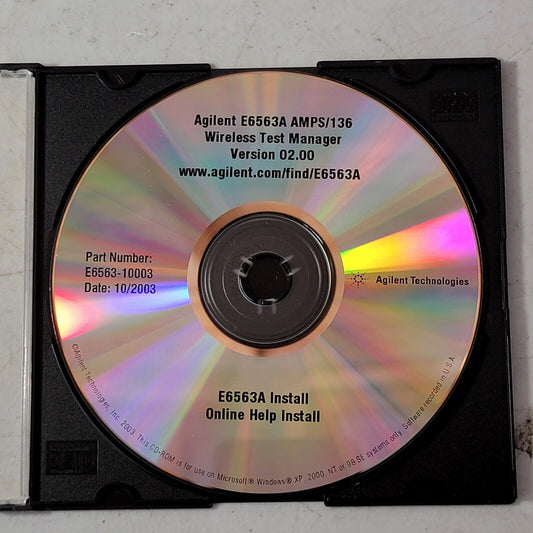 Agilent E6563A AMPS/136
Wireless Test Manager
Version 02.00
www.agilent.com/find/E6563A
Part Number:
E6563-10003
Date: 10/2003
Agilent Technologies
E6563A Install
Online Help Install
©Agilent Technologies, Inc. 2003. This CD-ROM is for use on Microsoft® Windows® XP, 2000, NT or 98 SE systems only. Software recorded in U.S.A.